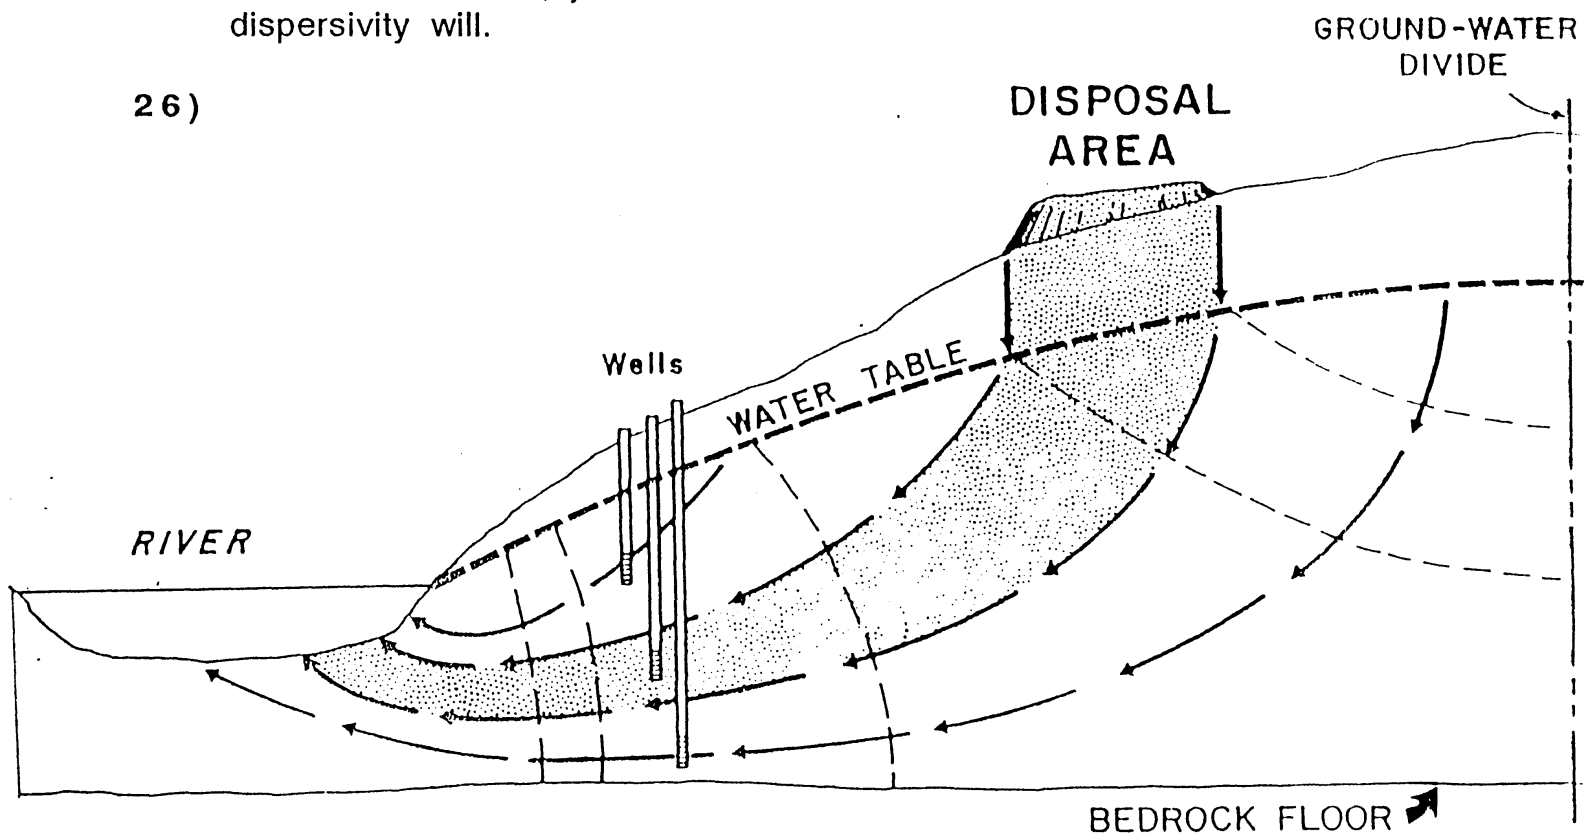 dispersivity will.
GROUND-WATER
DIVIDE
26)
DISPOSAL
AREA
Wells
WATER TABLE
RIVER
BEDROCK FLOOR